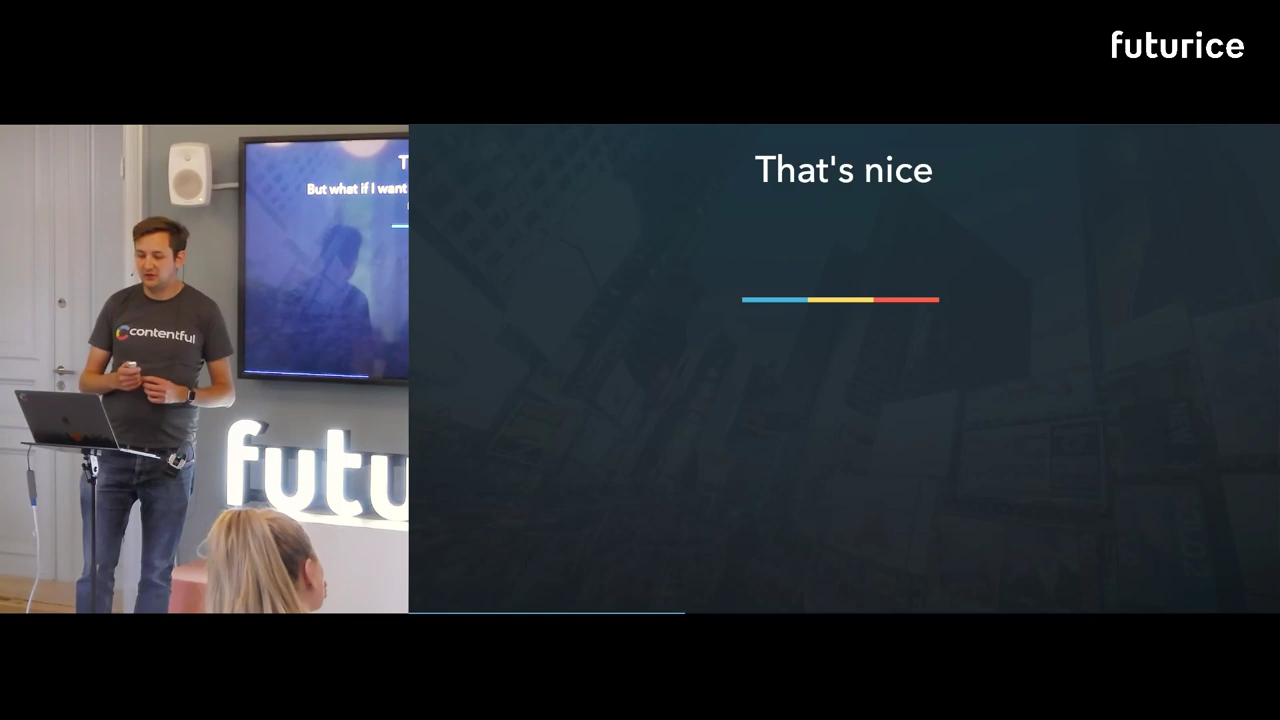 futurice
T
But what if I want
contentful
futu
That's nice